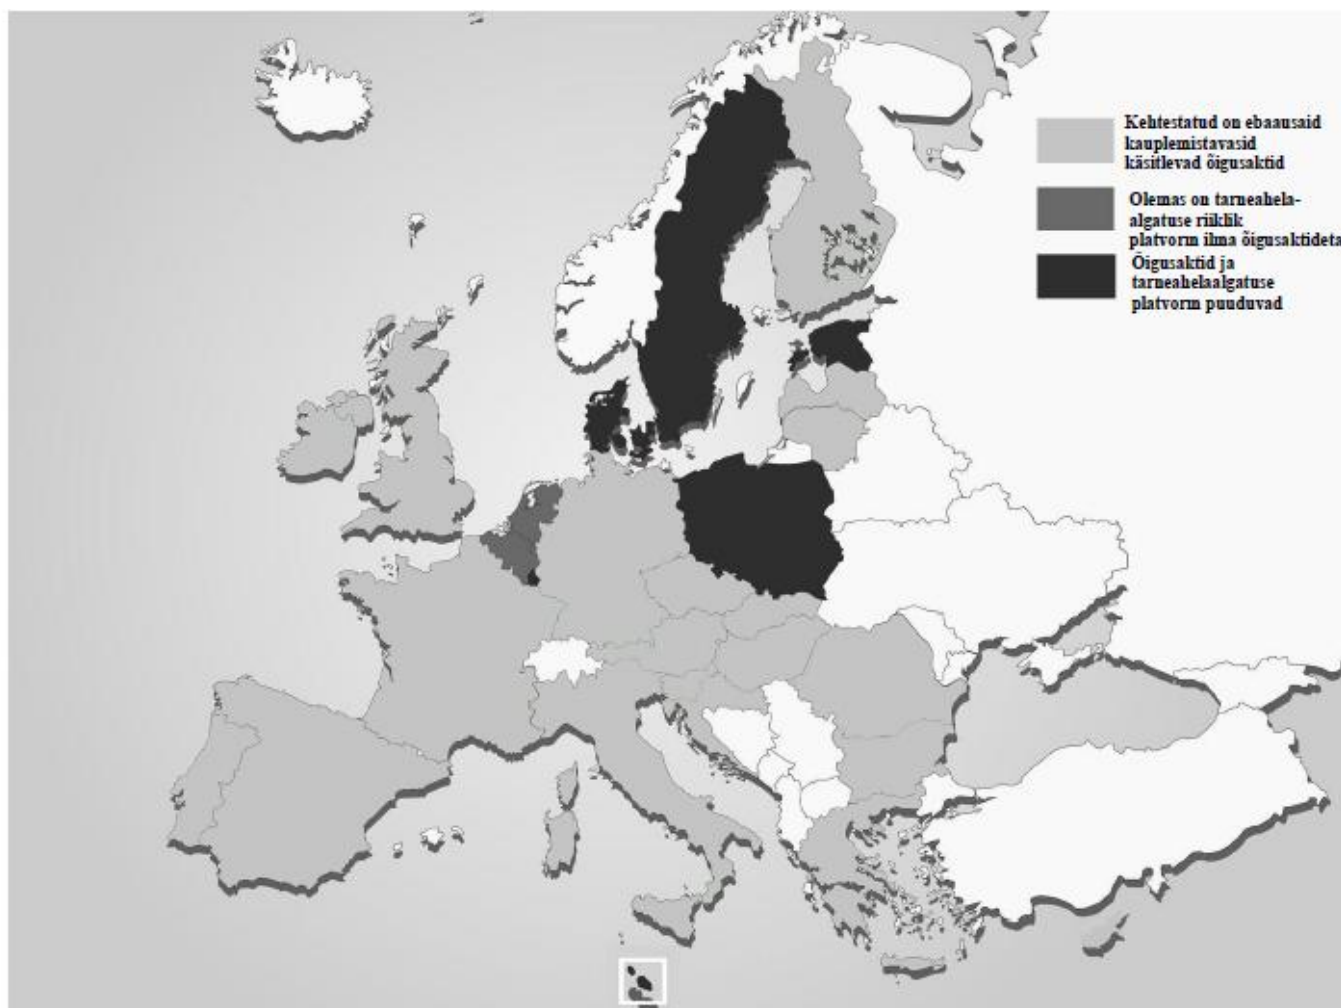 Kehtestatud on ebaausaid
kauplemistavasid
käsitlevad õigusaktid
Olemas on tarneahela-
algatuse riiklik
platvorm ilma õigusaktideta
Õigusaktid ja
tarneahelaalgatuse
platvorm puuduvad